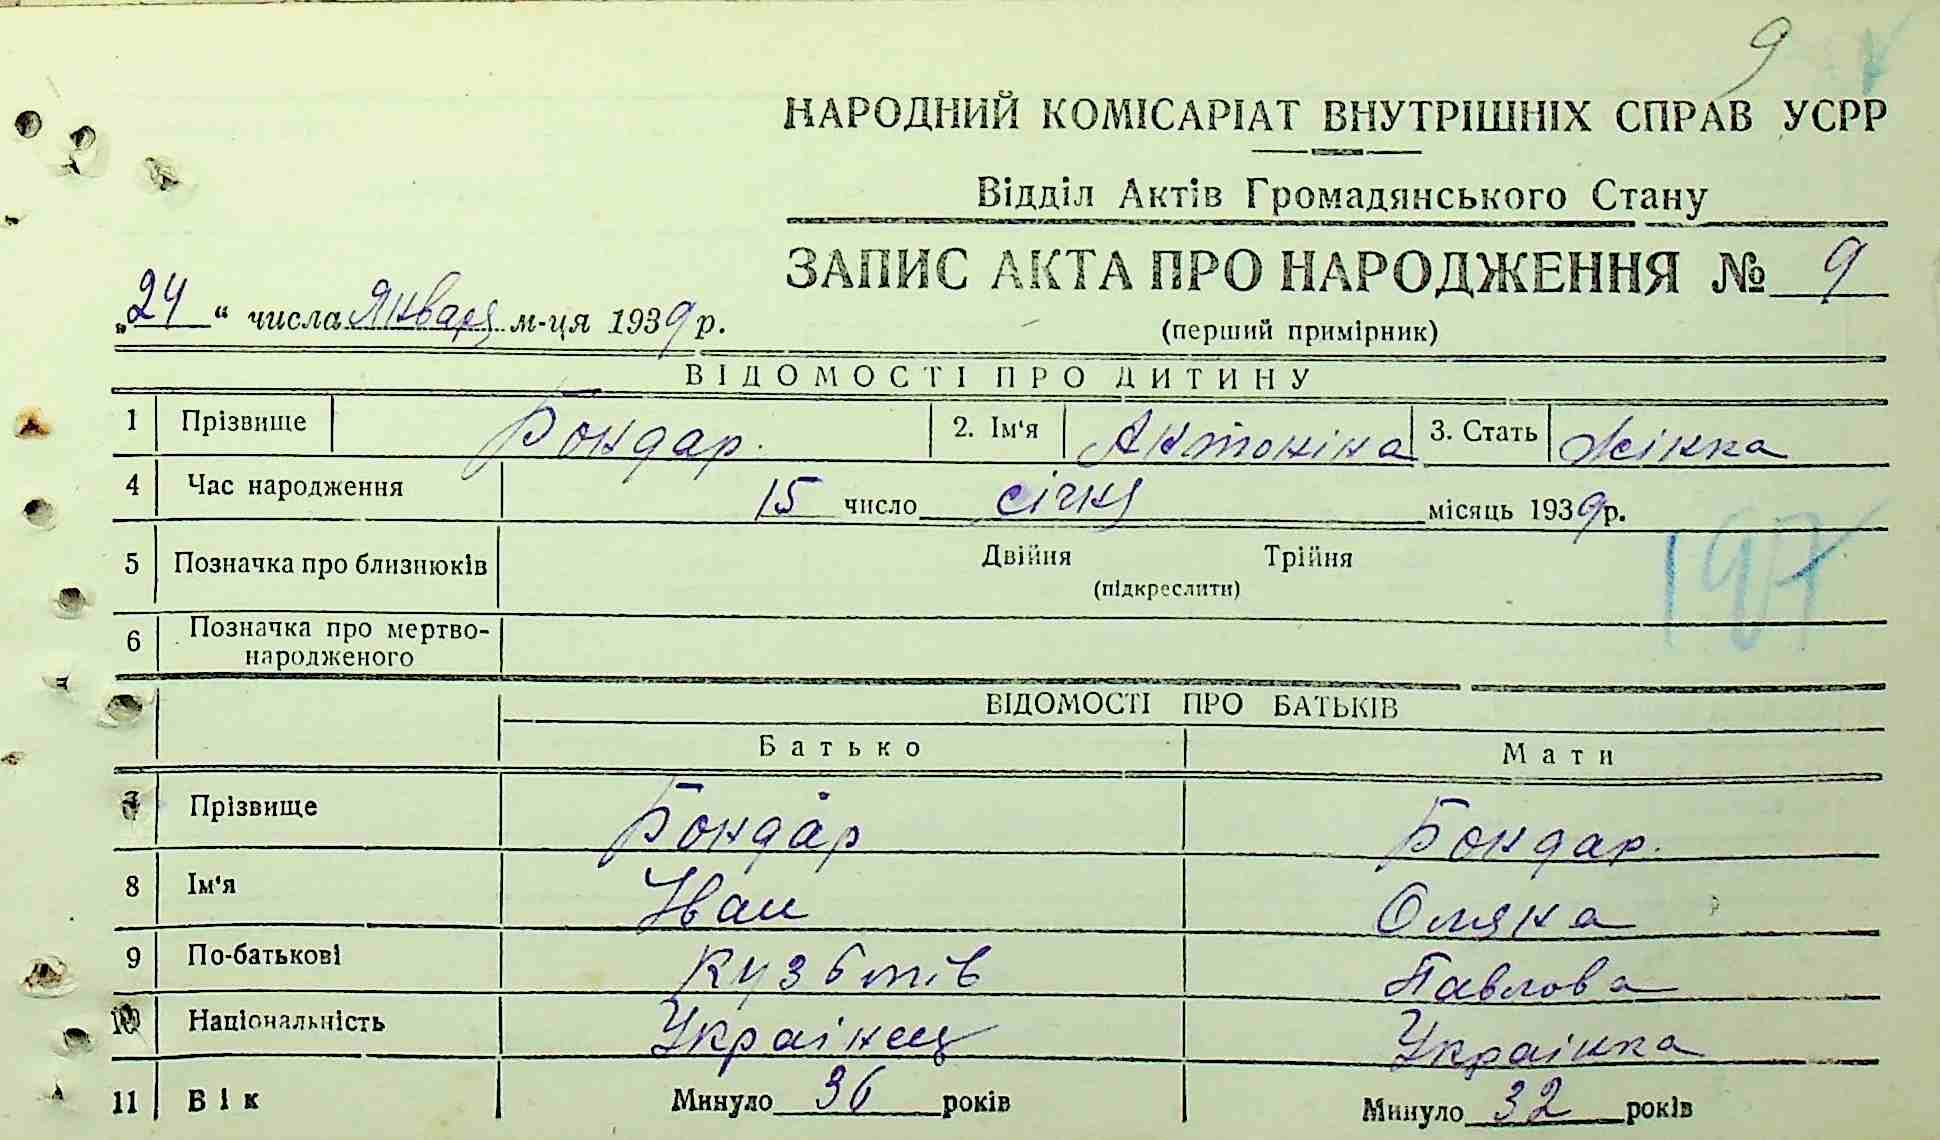 9
НАРОДНИЙ КОМІСАРІАТ ВНУТРІШНІХ СПРАВ УСРР
Відділ Актів Громадянського Стану
ЗАПИС АКТА ПРО НАРОДЖЕННЯ № 9
(перший примірник)
„24“ числа Января м-ця 1939 р.
ВІДОМОСТІ ПРО ДИТИНУ
1 Прізвище Бондар. 2. Ім'я Антоніна 3. Стать Жінка
4 Час народження 15 число січня місяць 1939 р.
5 Позначка про близнюків Двійня Трійня
(підкреслити)
197
6 Позначка про мертво-
народженого
ВІДОМОСТІ ПРО БАТЬКІВ
Батько Мати
7 Прізвище Бондар Бондар.
8 Ім'я Иван Оляна
9 По-батькові Кузьмів Павлова
10 Національність Українец Українка
11 Вік Минуло 36 років Минуло 32 років